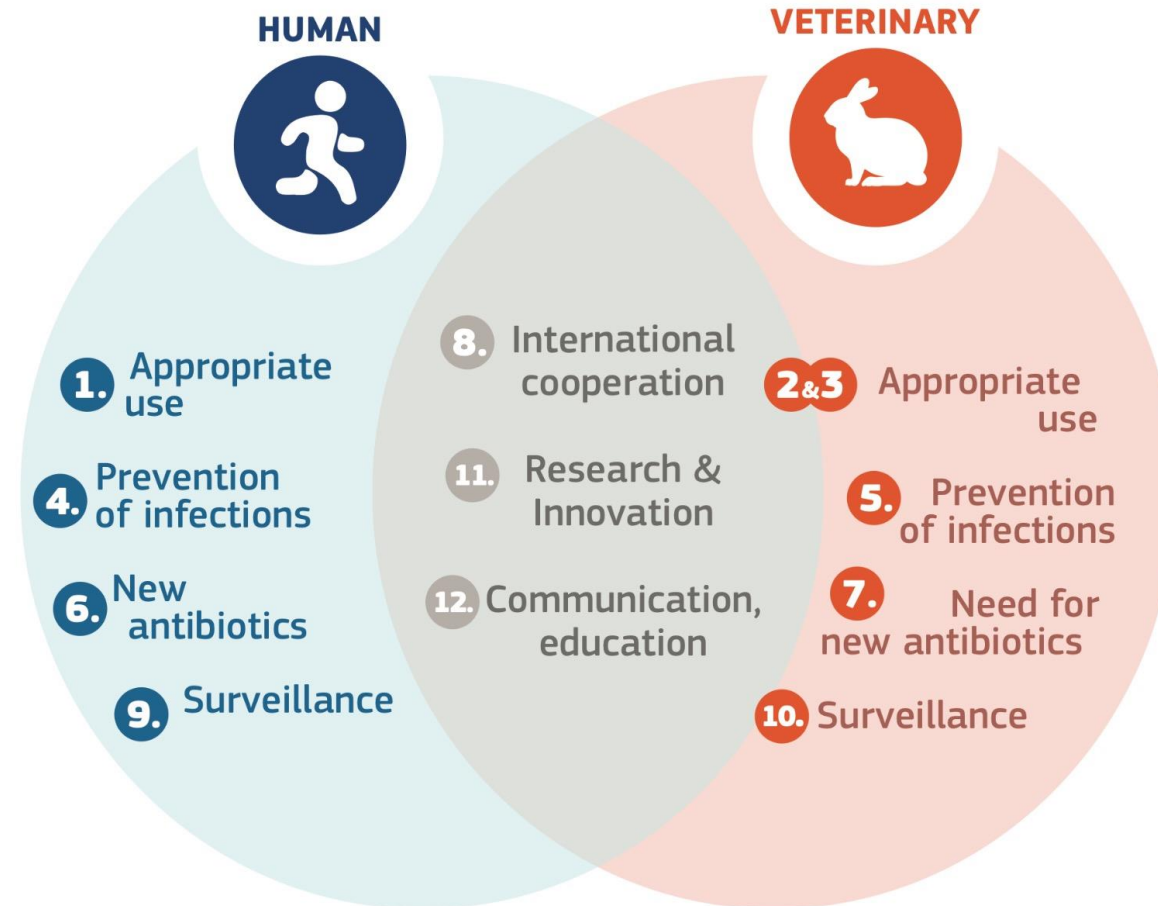 HUMAN
VETERINARY
1. Appropriate
use
4. Prevention
of infections
6. New
antibiotics
9. Surveillance
8. International
cooperation
11. Research &
Innovation
12. Communication,
education
2&3 Appropriate
use
5. Prevention
of infections
7. Need for
new antibiotics
10. Surveillance